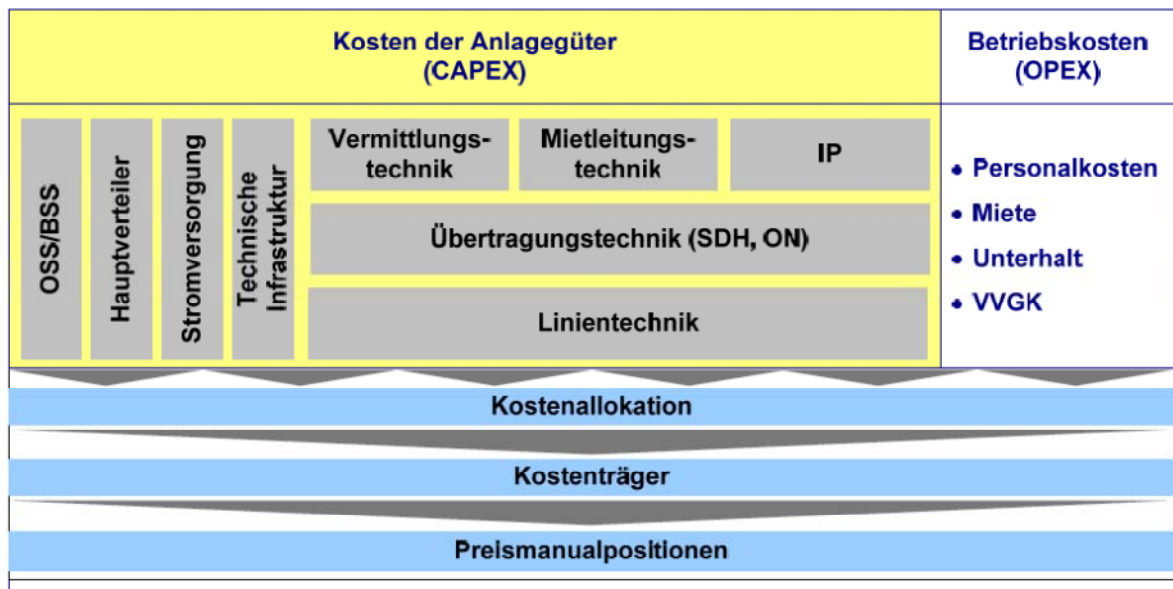 Kosten der Anlagegüter
(CAPEX)
Betriebskosten
(OPEX)
OSS/BSS
Hauptverteiler
Stromversorgung
Technische
Infrastruktur
Vermittlungs-
technik
Mietleitungs-
technik
IP
Übertragungstechnik (SDH, ON)
Linientechnik
• Personalkosten
• Miete
• Unterhalt
• VVGK
Kostenallokation
Kostenträger
Preismanualpositionen